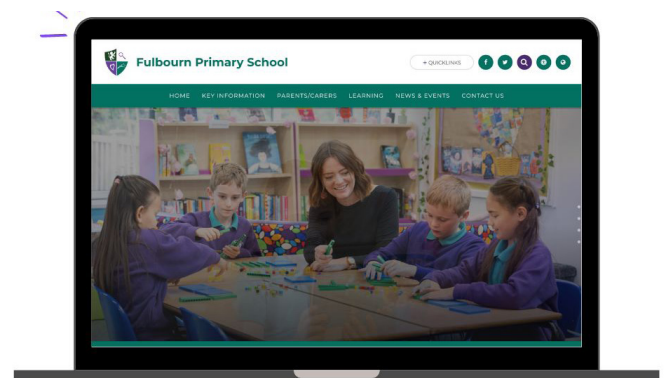 Fulbourn Primary School
+ QUICKLINKS
HOME KEY INFORMATION PARENTS/CARERS LEARNING NEWS & EVENTS CONTACT US